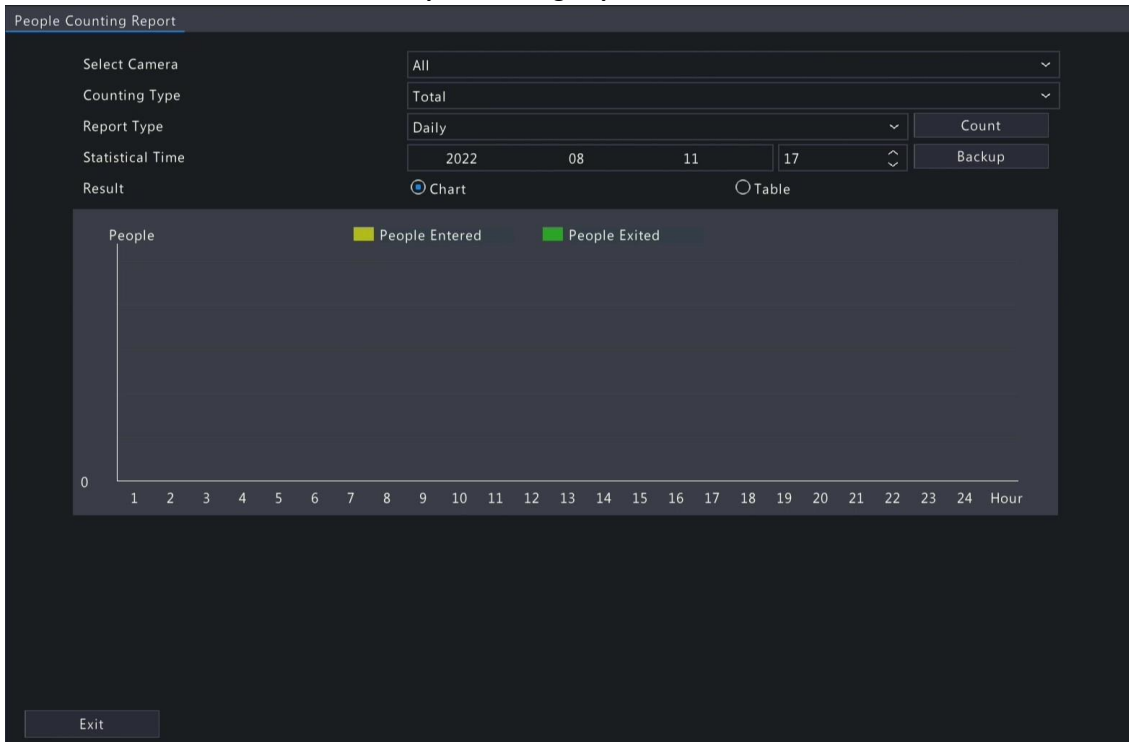 People Counting Report
Select Camera All
Counting Type Total
Report Type Daily Count
Statistical Time 2022 08 11 17 Backup
Result Chart Table
People People Entered People Exited
0
1 2 3 4 5 6 7 8 9 10 11 12 13 14 15 16 17 18 19 20 21 22 23 24 Hour
Exit